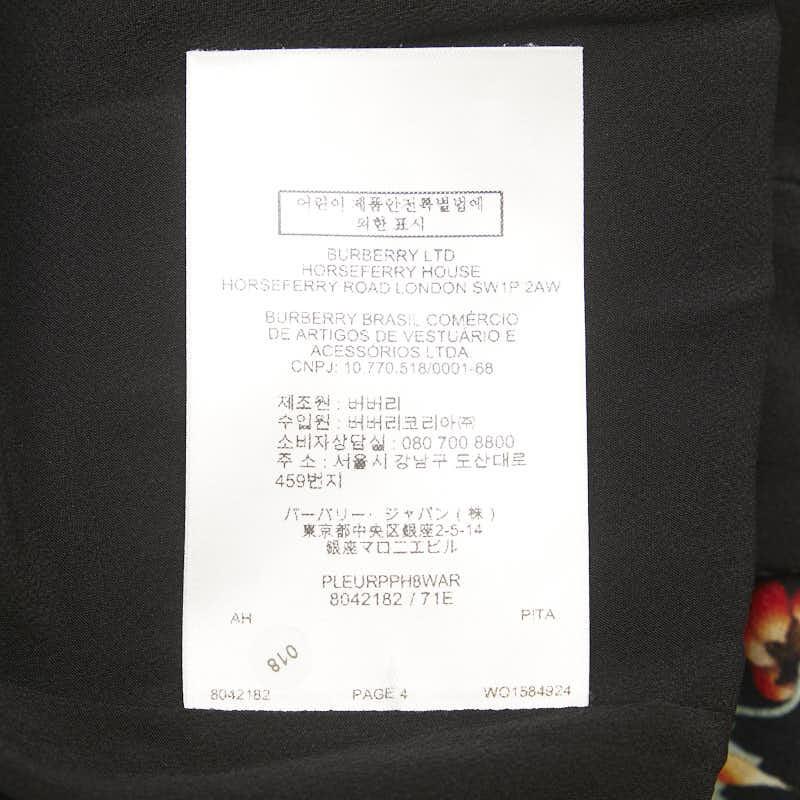 어린이 제품안전특별법에
의한 표시
BURBERRY LTD
HORSEFERRY HOUSE
HORSEFERRY ROAD LONDON SW1P 2AW
BURBERRY BRASIL COMÉRCIO
DE ARTIGOS DE VESTUÁRIO E
ACESSÓRIOS LTDA
CNPJ: 10.770.518/0001-68
제조원 : 버버리
수입원 : 버버리코리아㈜
소비자상담실 : 080 700 8800
주 소 : 서울시 강남구 도산대로
459번지
バーバリー・ジャパン ( 株 )
東京都中央区銀座2-5-14
銀座マロニエビル
PLEURPPH8WAR
8042182 / 71E
AH PITA
018
8042182 PAGE 4 WO1584924